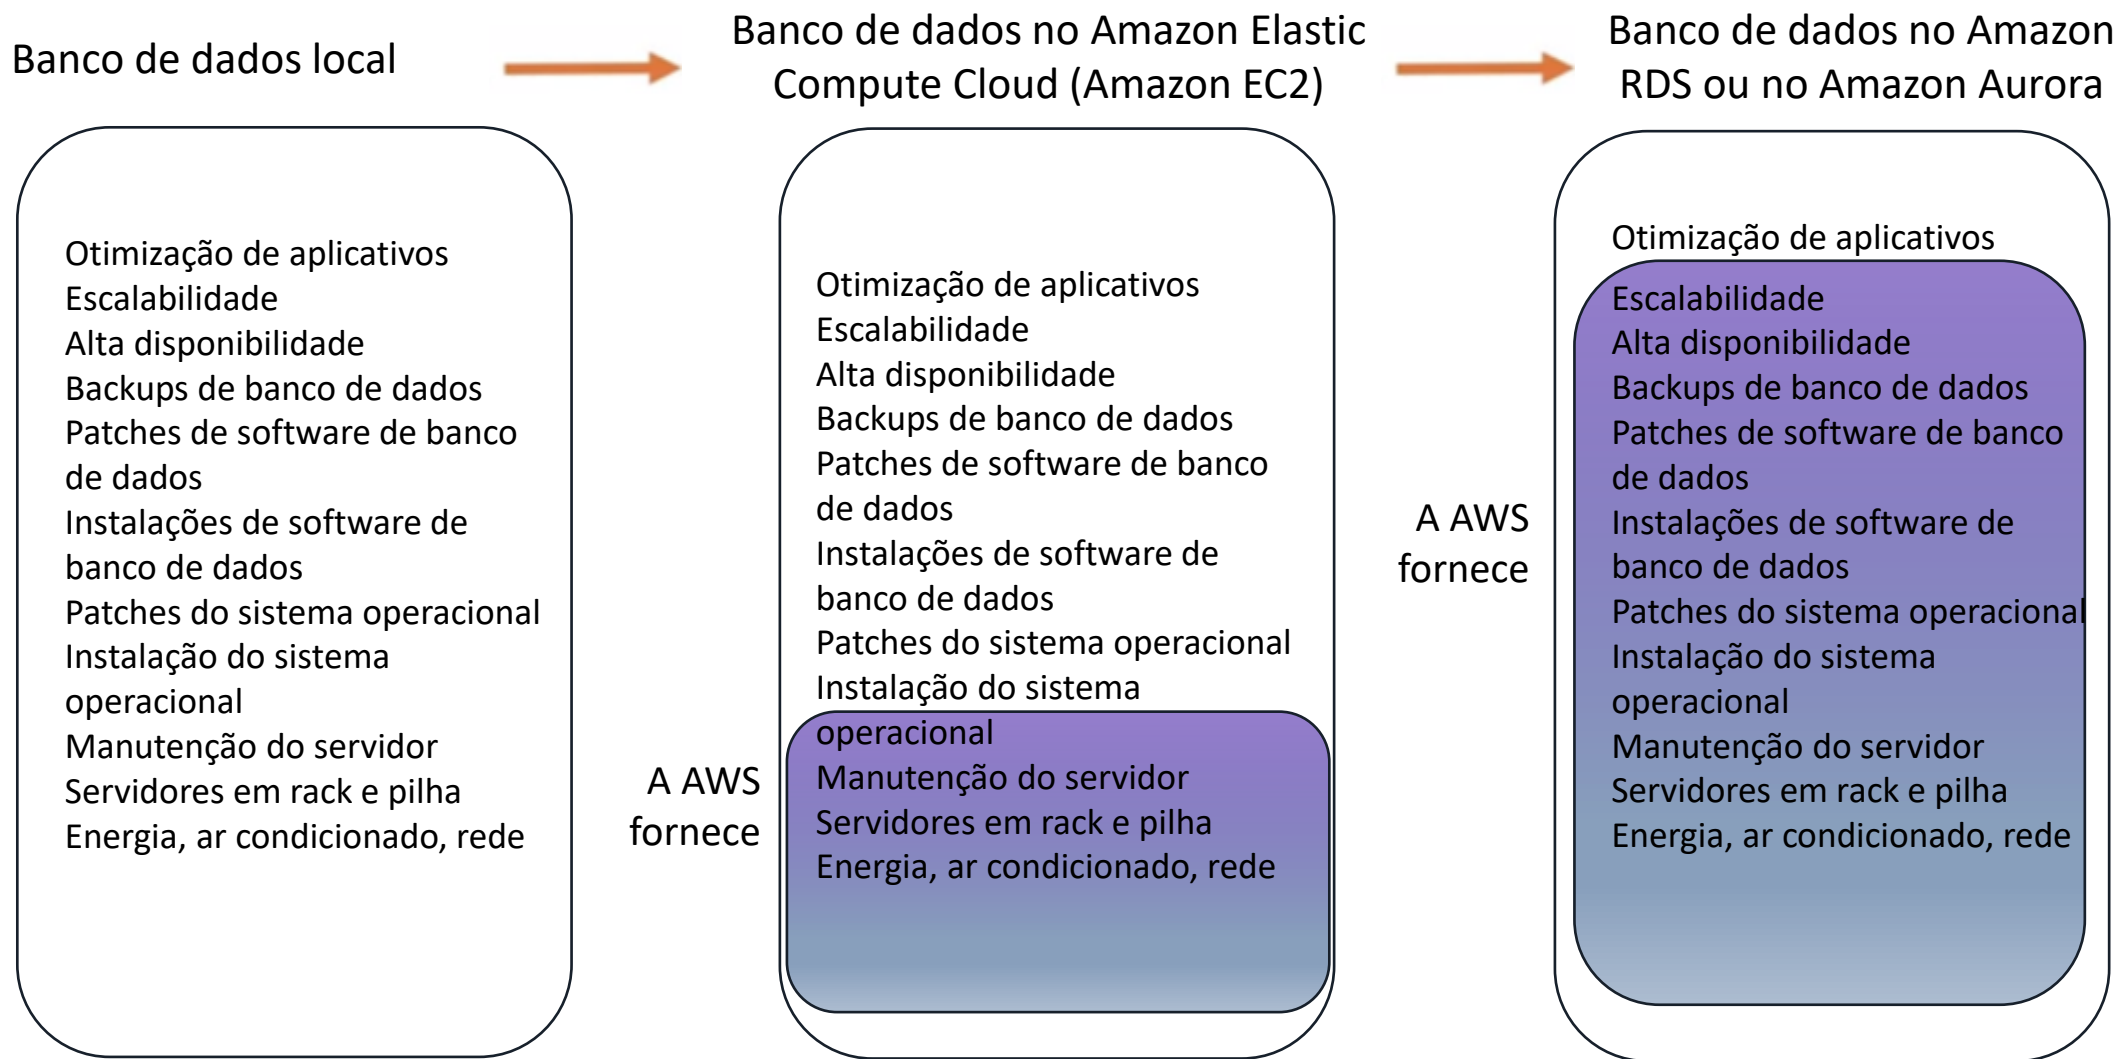 Banco de dados local
Banco de dados no Amazon Elastic
Compute Cloud (Amazon EC2)
Banco de dados no Amazon
RDS ou no Amazon Aurora
Otimização de aplicativos
Escalabilidade
Alta disponibilidade
Backups de banco de dados
Patches de software de banco
de dados
Instalações de software de
banco de dados
Patches do sistema operacional
Instalação do sistema
operacional
Manutenção do servidor
Servidores em rack e pilha
Energia, ar condicionado, rede
A AWS
fornece
Otimização de aplicativos
Escalabilidade
Alta disponibilidade
Backups de banco de dados
Patches de software de banco
de dados
Instalações de software de
banco de dados
Patches do sistema operacional
Instalação do sistema
operacional
Manutenção do servidor
Servidores em rack e pilha
Energia, ar condicionado, rede
A AWS
fornece
Otimização de aplicativos
Escalabilidade
Alta disponibilidade
Backups de banco de dados
Patches de software de banco
de dados
Instalações de software de
banco de dados
Patches do sistema operacional
Instalação do sistema
operacional
Manutenção do servidor
Servidores em rack e pilha
Energia, ar condicionado, rede